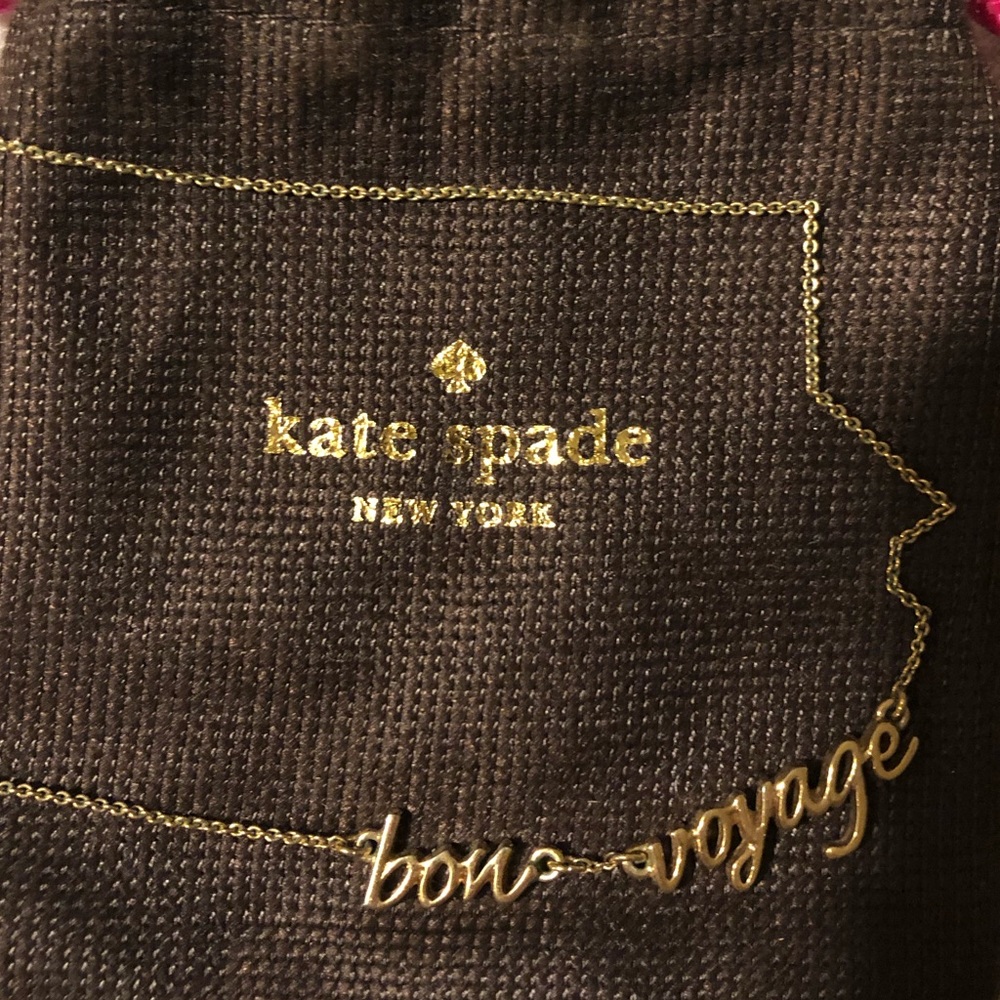 kate spade
NEW YORK
bon voyage